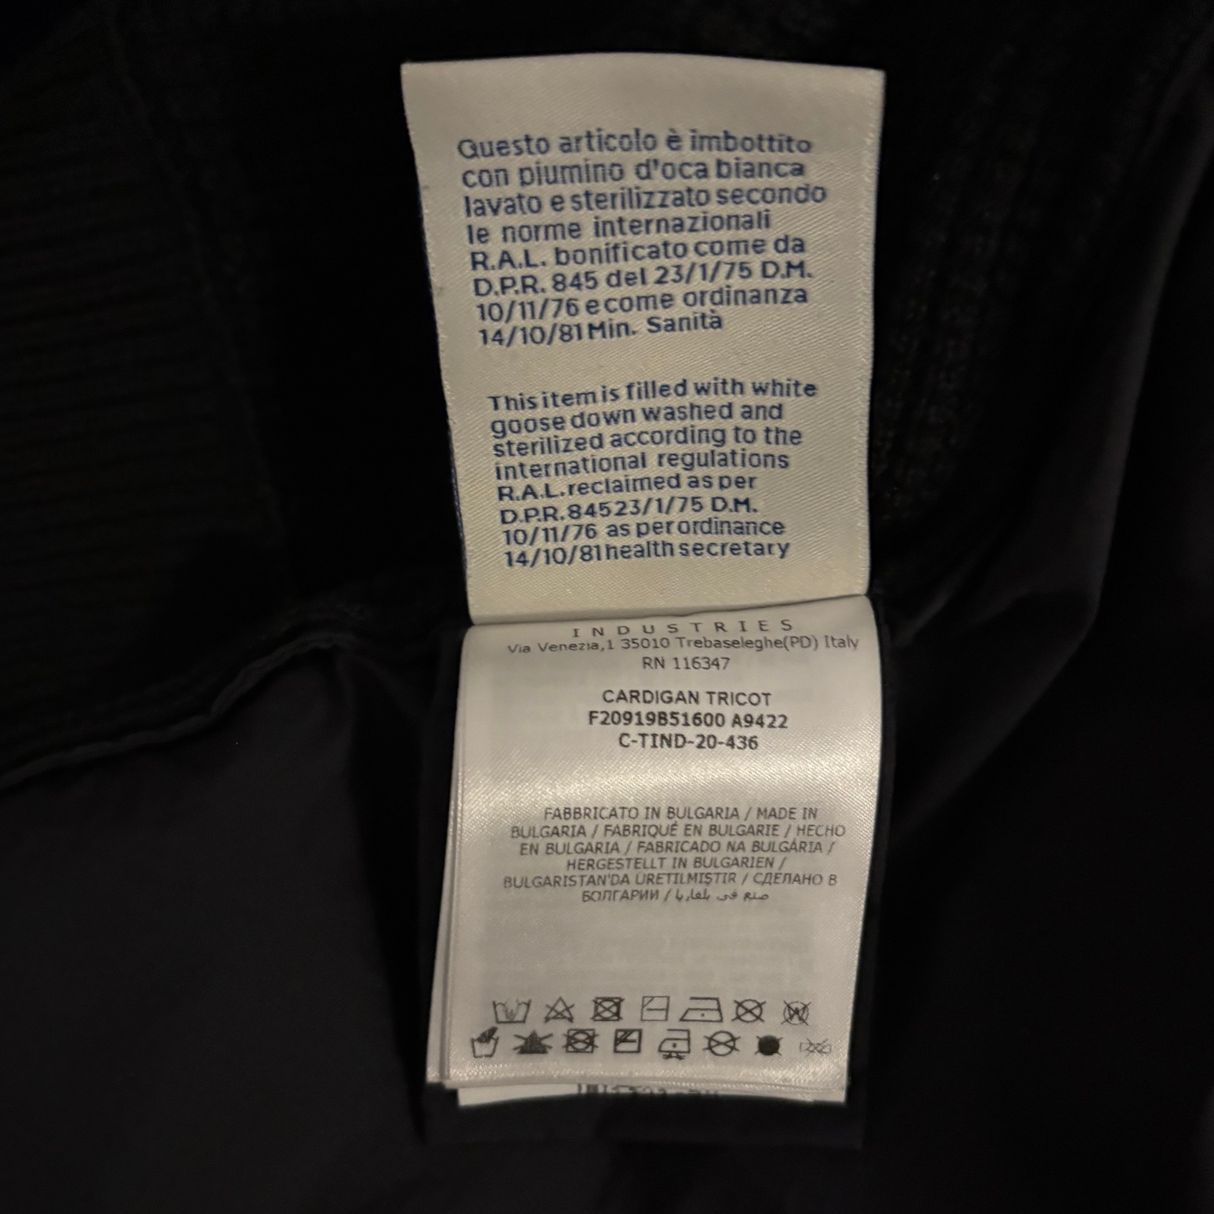 Questo articolo è imbottito
con piumino d'oca bianca
lavato e sterilizzato secondo
le norme internazionali
R.A.L. bonificato come da
D.P.R. 845 del 23/1/75 D.M.
10/11/76 e come ordinanza
14/10/81 Min. Sanità
This item is filled with white
goose down washed and
sterilized according to the
international regulations
R.A.L. reclaimed as per
D.P.R. 845 23/1/75 D.M.
10/11/76 as per ordinance
14/10/81 health secretary
INDUSTRIES
Via Venezia,1 35010 Trebaseleghe(PD) Italy
RN 116347
CARDIGAN TRICOT
F20919B51600 A9422
C-TIND-20-436
FABBRICATO IN BULGARIA / MADE IN
BULGARIA / FABRIQUÉ EN BULGARIE / HECHO
EN BULGARIA / FABRICADO NA BULGÁRIA /
HERGESTELLT IN BULGARIEN /
BULGARISTAN'DA ÜRETILMIŞTIR / СДЕЛАНО В
БОЛГАРИИ / صنع في بلغاريا